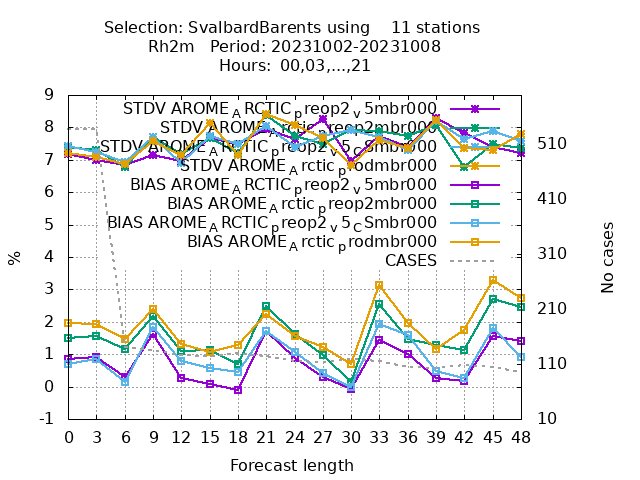 Selection: SvalbardBarents using 11 stations
Rh2m Period: 20231002-20231008
Hours: 00,03,...,21
STDV AROME_ARCTIC_preop2_v5mbr000
STDV AROME_Arctic_preop2mbr000
STDV AROME_ARCTIC_preop2_v5_CSmbr000
STDV AROME_Arctic_prodmbr000
BIAS AROME_ARCTIC_preop2_v5mbr000
BIAS AROME_Arctic_preop2mbr000
BIAS AROME_ARCTIC_preop2_v5_CSmbr000
BIAS AROME_Arctic_prodmbr000
CASES
9
8
7
6
5
4
3
2
1
0
-1
%
510
410
310
210
110
10
No cases
0 3 6 9 12 15 18 21 24 27 30 33 36 39 42 45 48
Forecast length